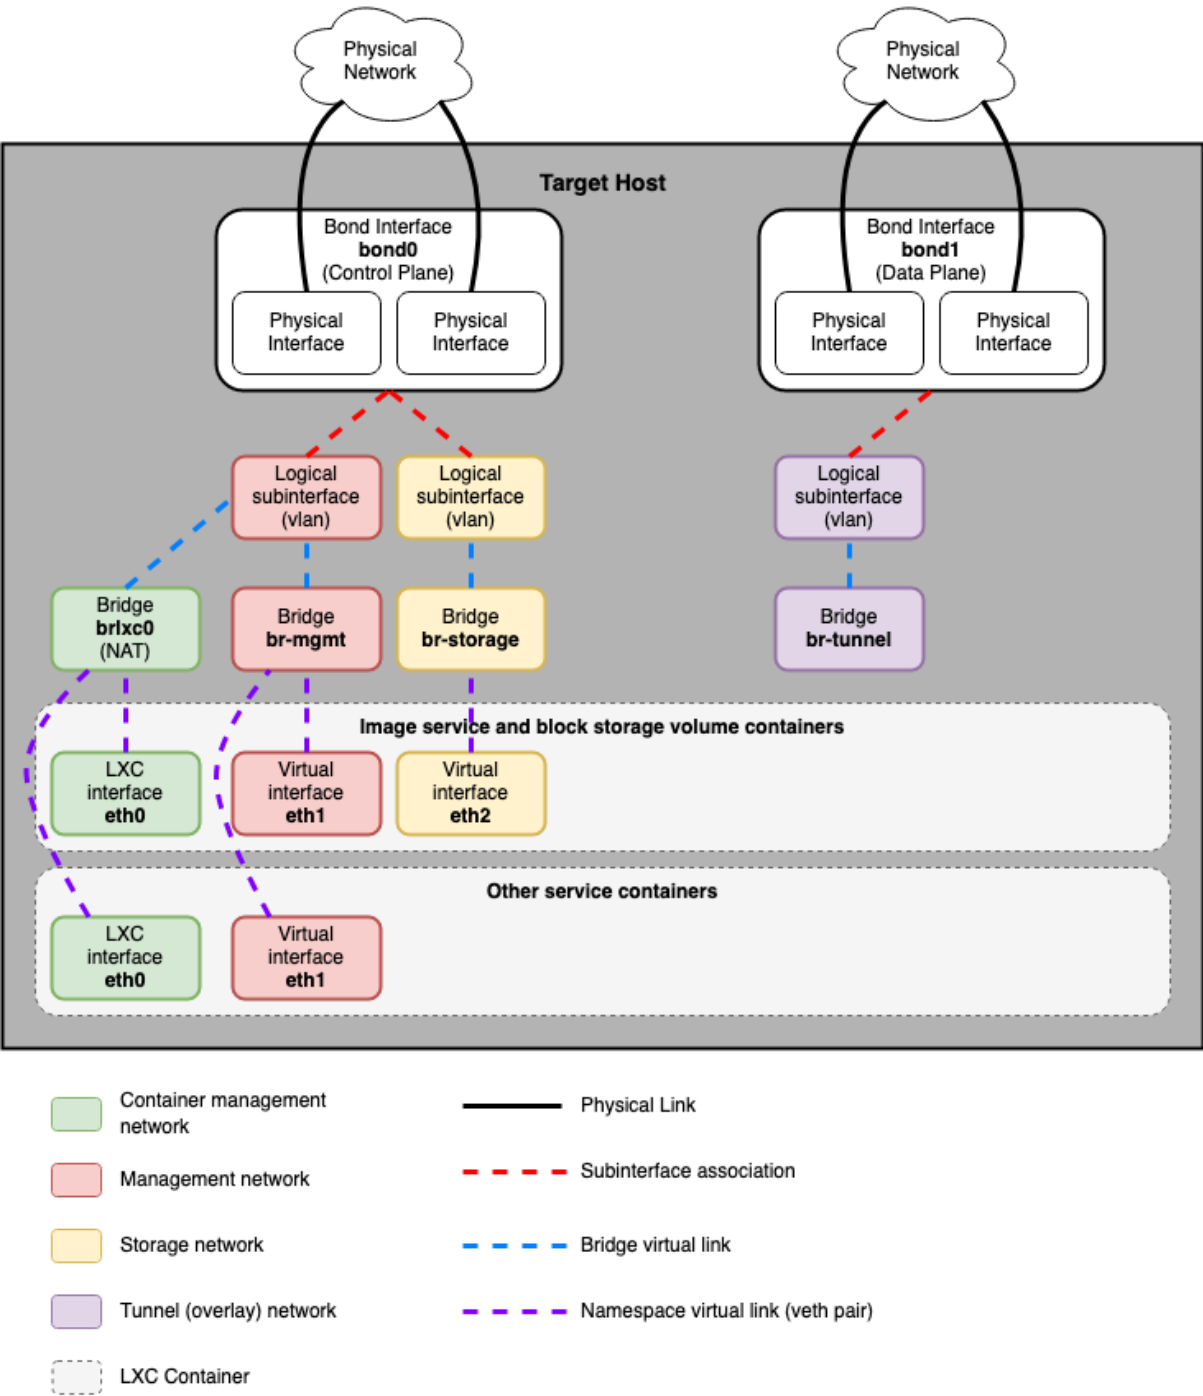 Physical
Network
Physical
Network
Target Host
Bond Interface
bond0
(Control Plane)
Physical
Interface
Physical
Interface
Bond Interface
bond1
(Data Plane)
Physical
Interface
Physical
Interface
Logical
subinterface
(vlan)
Logical
subinterface
(vlan)
Logical
subinterface
(vlan)
Bridge
brlxc0
(NAT)
Bridge
br-mgmt
Bridge
br-storage
Bridge
br-tunnel
Image service and block storage volume containers
LXC
interface
eth0
Virtual
interface
eth1
Virtual
interface
eth2
Other service containers
LXC
interface
eth0
Virtual
interface
eth1
Container management
network
Physical Link
Management network
Subinterface association
Storage network
Bridge virtual link
Tunnel (overlay) network
Namespace virtual link (veth pair)
LXC Container